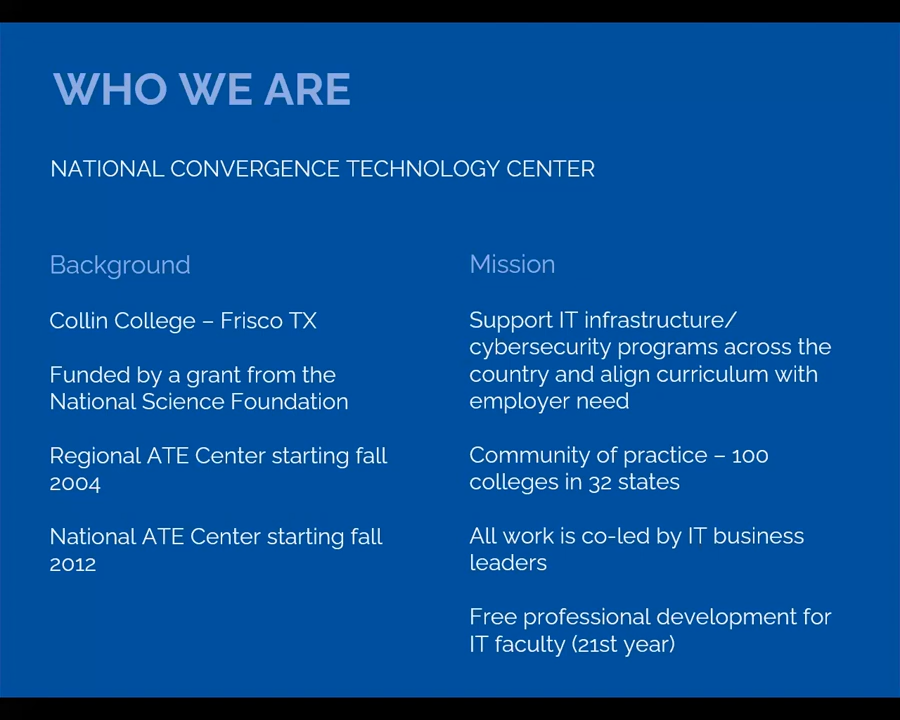 WHO WE ARE
NATIONAL CONVERGENCE TECHNOLOGY CENTER
Background
Collin College – Frisco TX
Funded by a grant from the
National Science Foundation
Regional ATE Center starting fall
2004
National ATE Center starting fall
2012
Mission
Support IT infrastructure/
cybersecurity programs across the
country and align curriculum with
employer need
Community of practice – 100
colleges in 32 states
All work is co-led by IT business
leaders
Free professional development for
IT faculty (21st year)